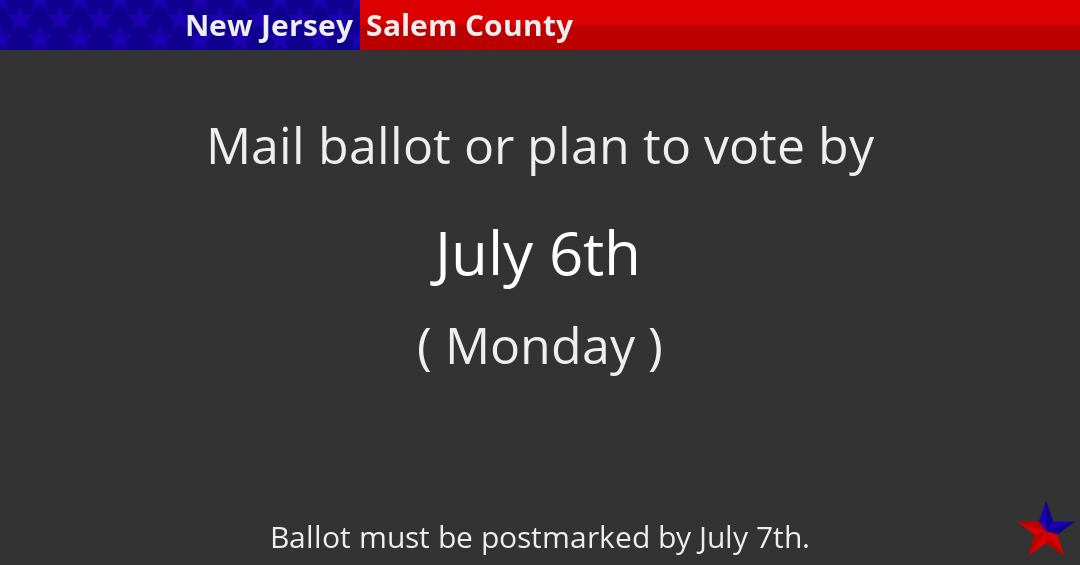 New Jersey Salem County
Mail ballot or plan to vote by
July 6th
( Monday )
Ballot must be postmarked by July 7th.